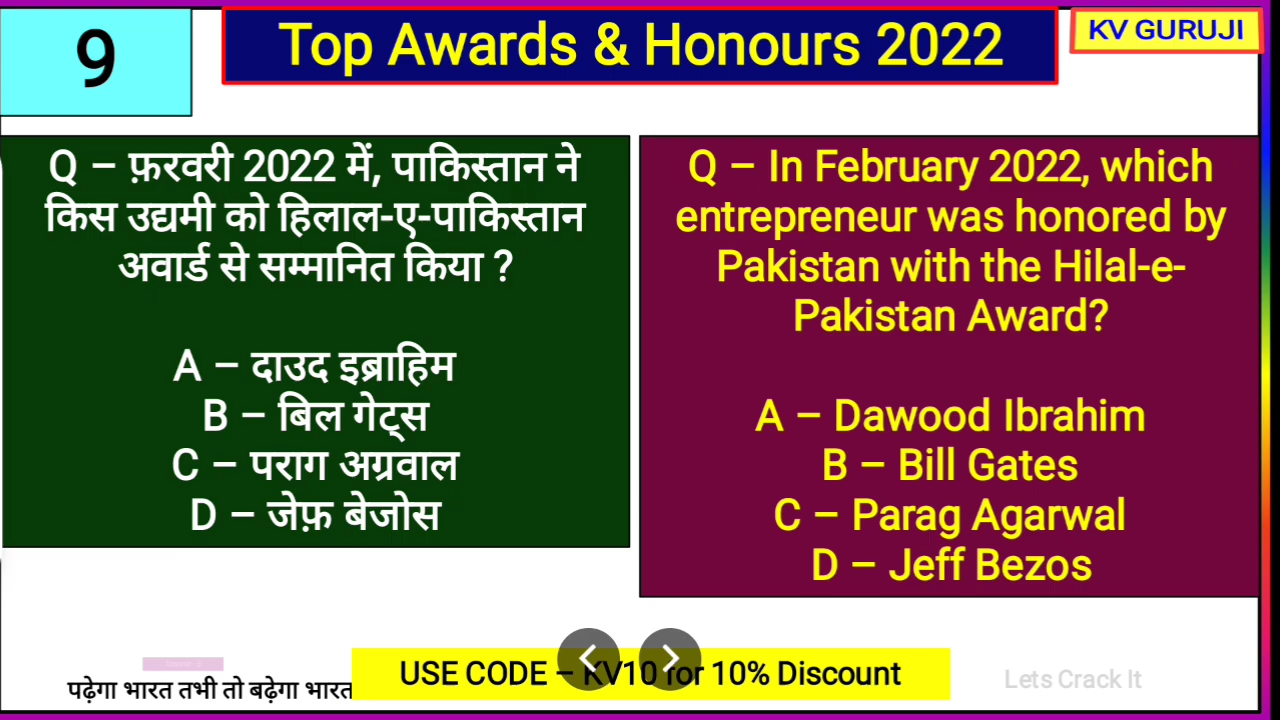 9
Top Awards & Honours 2022
KV GURUJI
Q – फ़रवरी 2022 में, पाकिस्तान ने
किस उद्यमी को हिलाल-ए-पाकिस्तान
अवार्ड से सम्मानित किया ?
A – दाउद इब्राहिम
B – बिल गेट्स
C – पराग अग्रवाल
D – जेफ़ बेजोस
Q – In February 2022, which
entrepreneur was honored by
Pakistan with the Hilal-e-
Pakistan Award?
A – Dawood Ibrahim
B – Bill Gates
C – Parag Agarwal
D – Jeff Bezos
पढ़ेगा भारत तभी तो बढ़ेगा भारत
USE CODE – KV10 for 10% Discount
Lets Crack It